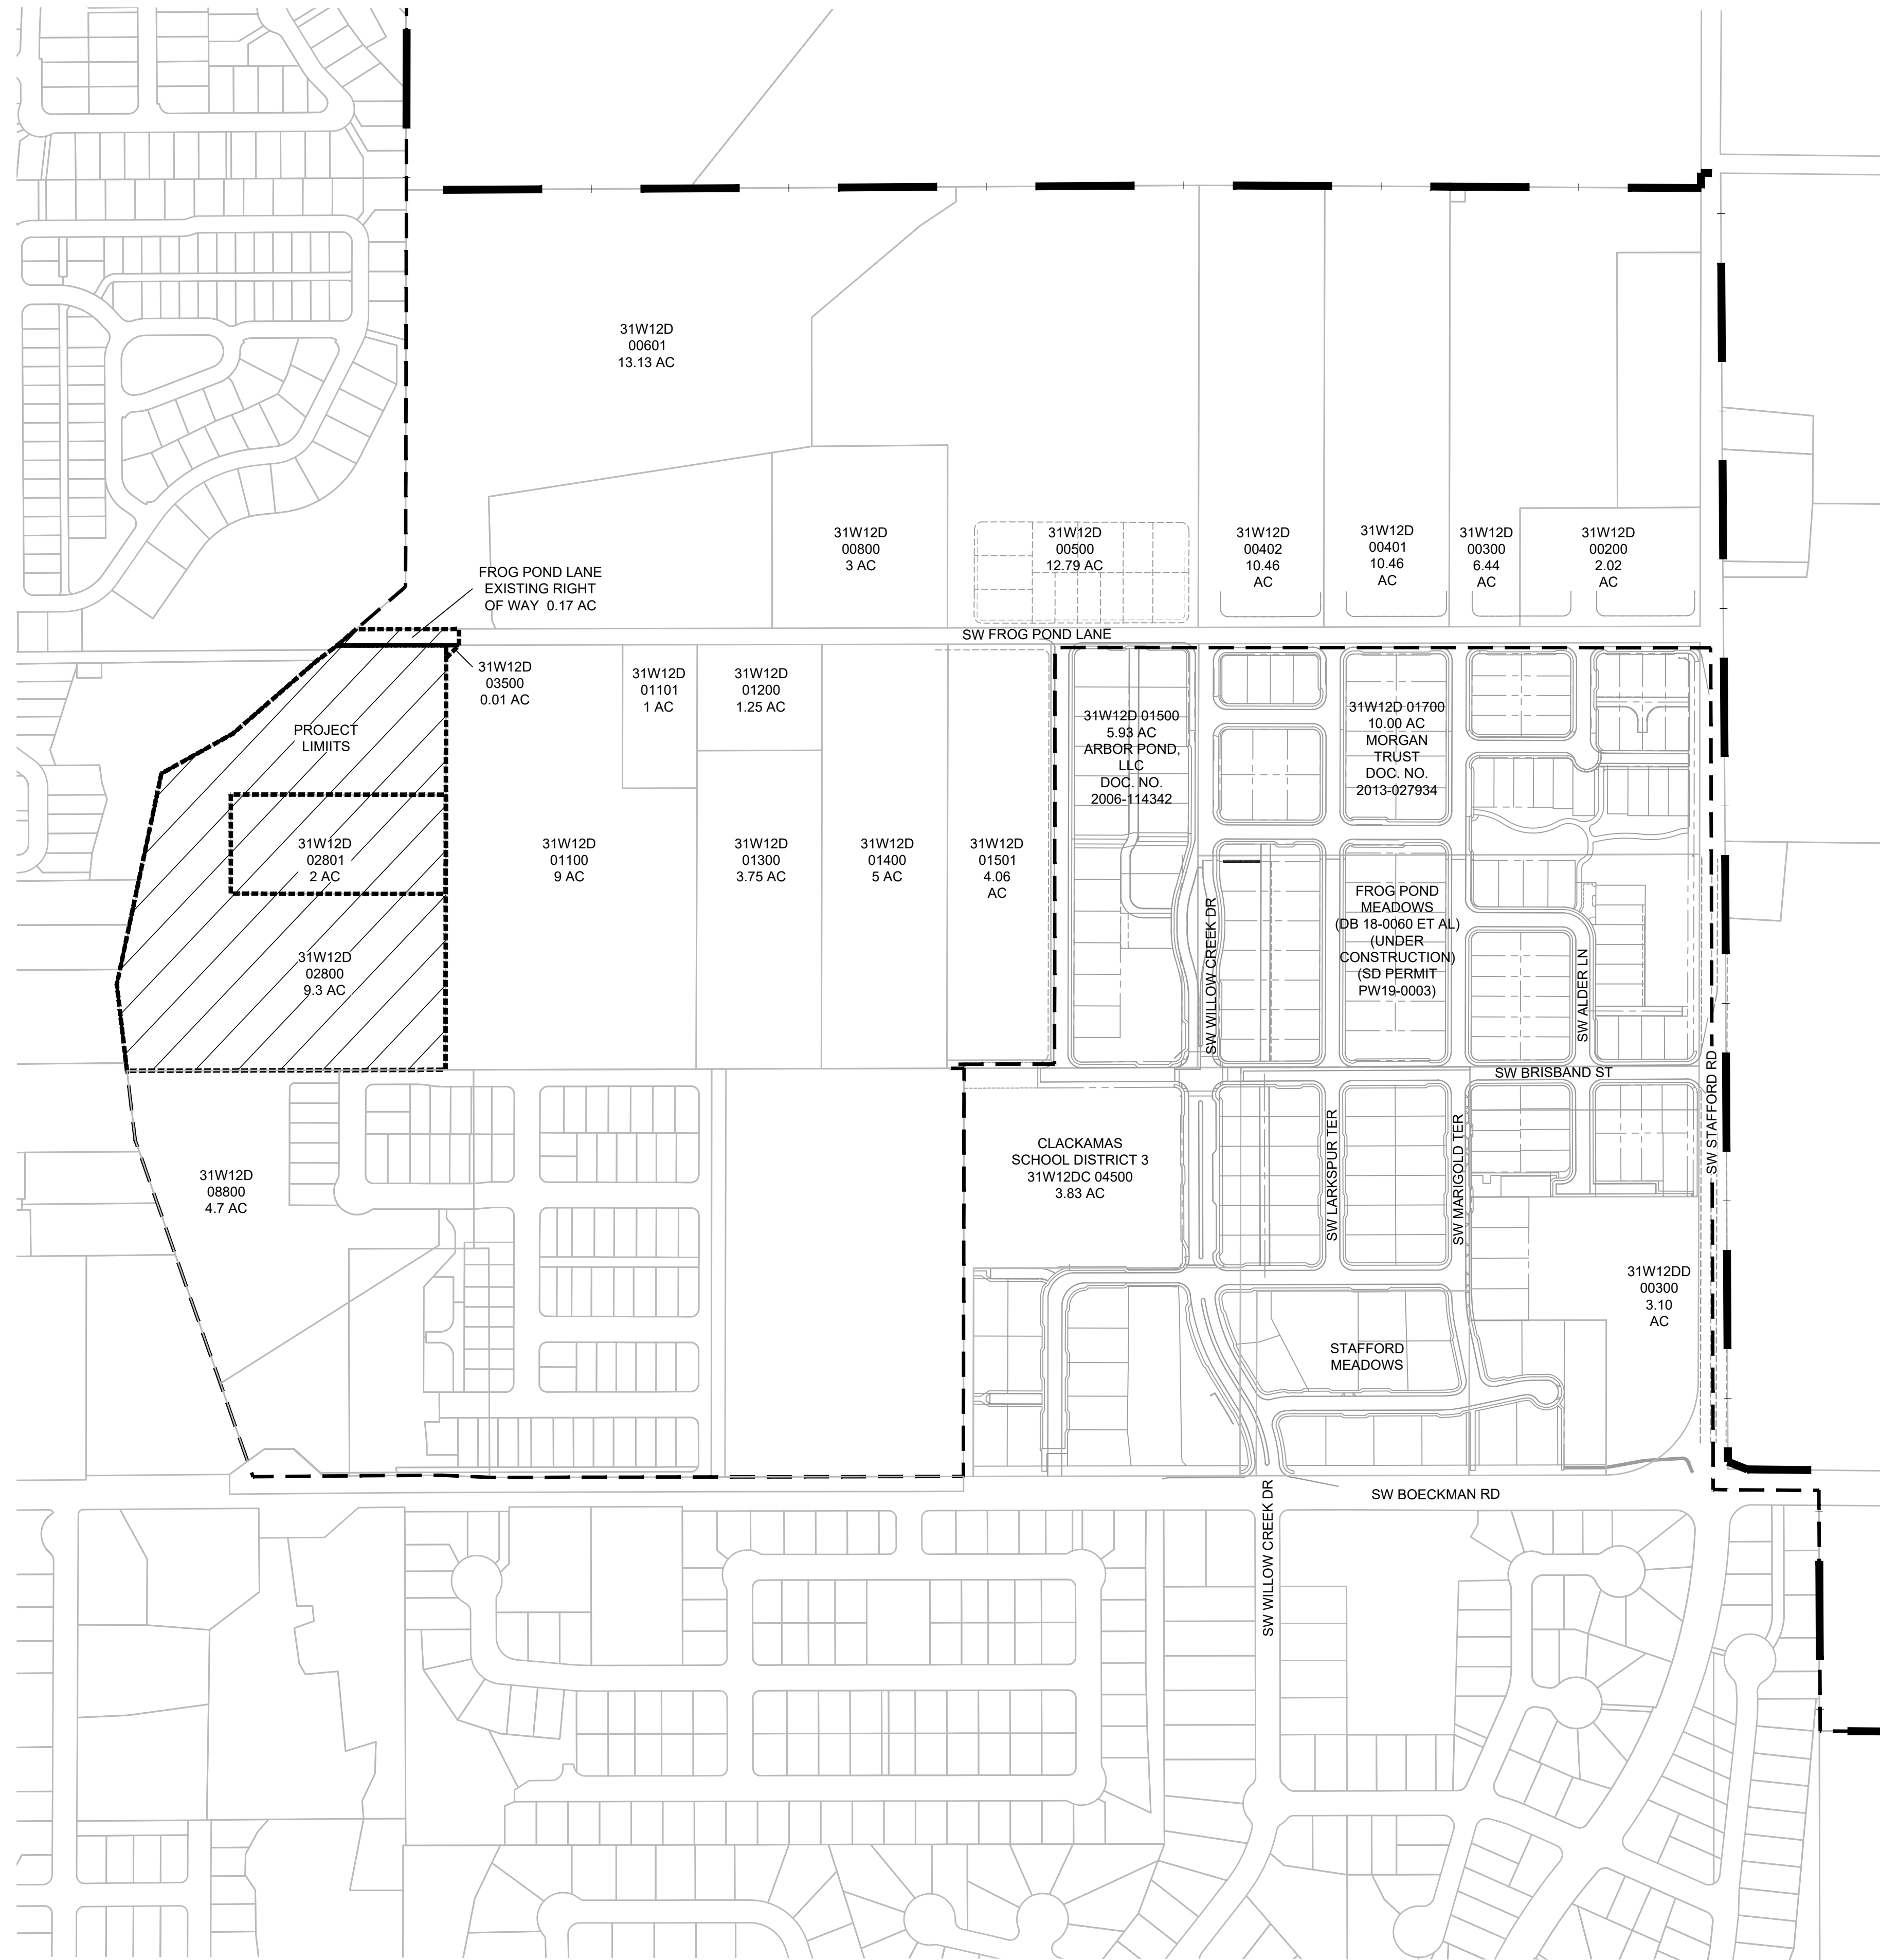 31W12D
00601
13.13 AC
31W12D
00800
3 AC
31W12D
00500
12.79 AC
31W12D
00402
10.46
AC
31W12D
00401
10.46
AC
31W12D
00300
6.44
AC
31W12D
00200
2.02
AC
FROG POND LANE
EXISTING RIGHT
OF WAY 0.17 AC
SW FROG POND LANE
31W12D
03500
0.01 AC
31W12D
01101
1 AC
31W12D
01200
1.25 AC
PROJECT
LIMIITS
31W12D 01500
5.93 AC
ARBOR POND,
LLC
DOC. NO.
2006-114342
31W12D 01700
10.00 AC
MORGAN
TRUST
DOC. NO.
2013-027934
31W12D
02801
2 AC
31W12D
01100
9 AC
31W12D
01300
3.75 AC
31W12D
01400
5 AC
31W12D
01501
4.06
AC
FROG POND
MEADOWS
(DB 18-0060 ET AL)
(UNDER
CONSTRUCTION)
(SD PERMIT
PW19-0003)
SW WILLOW CREEK DR
SW ALDER LN
31W12D
02800
9.3 AC
SW BRISBAND ST
SW STAFFORD RD
31W12D
08800
4.7 AC
CLACKAMAS
SCHOOL DISTRICT 3
31W12DC 04500
3.83 AC
SW LARKSPUR TER
SW MARIGOLD TER
31W12DD
00300
3.10
AC
STAFFORD
MEADOWS
SW BOECKMAN RD
SW WILLOW CREEK DR